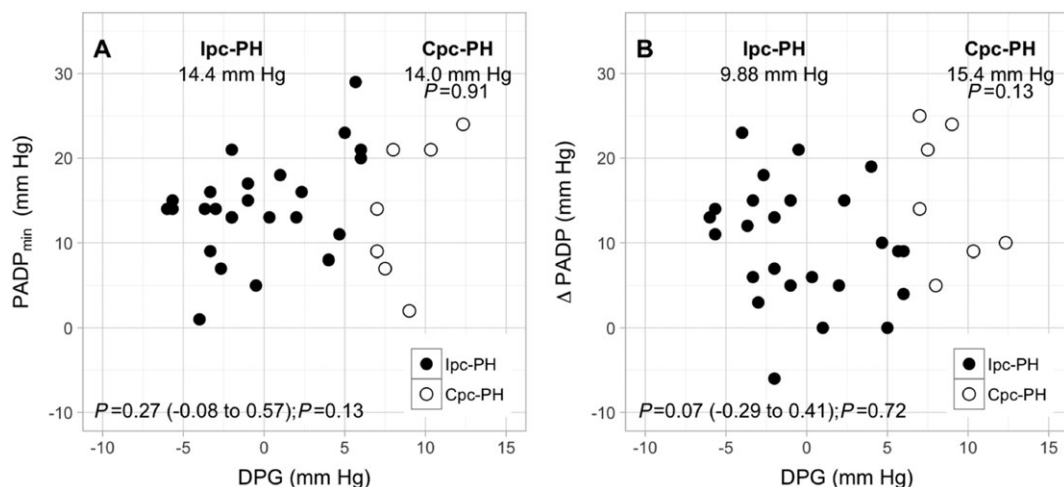 A
Ipc-PH
14.4 mm Hg
Cpc-PH
14.0 mm Hg
P=0.91
30
20
10
0
-10
PADPmin (mm Hg)
Ipc-PH
Cpc-PH
P=0.27 (-0.08 to 0.57);P=0.13
-10 -5 0 5 10 15
DPG (mm Hg)
B
Ipc-PH
9.88 mm Hg
Cpc-PH
15.4 mm Hg
P=0.13
30
20
10
0
-10
Δ PADP (mm Hg)
Ipc-PH
Cpc-PH
P=0.07 (-0.29 to 0.41);P=0.72
-10 -5 0 5 10 15
DPG (mm Hg)